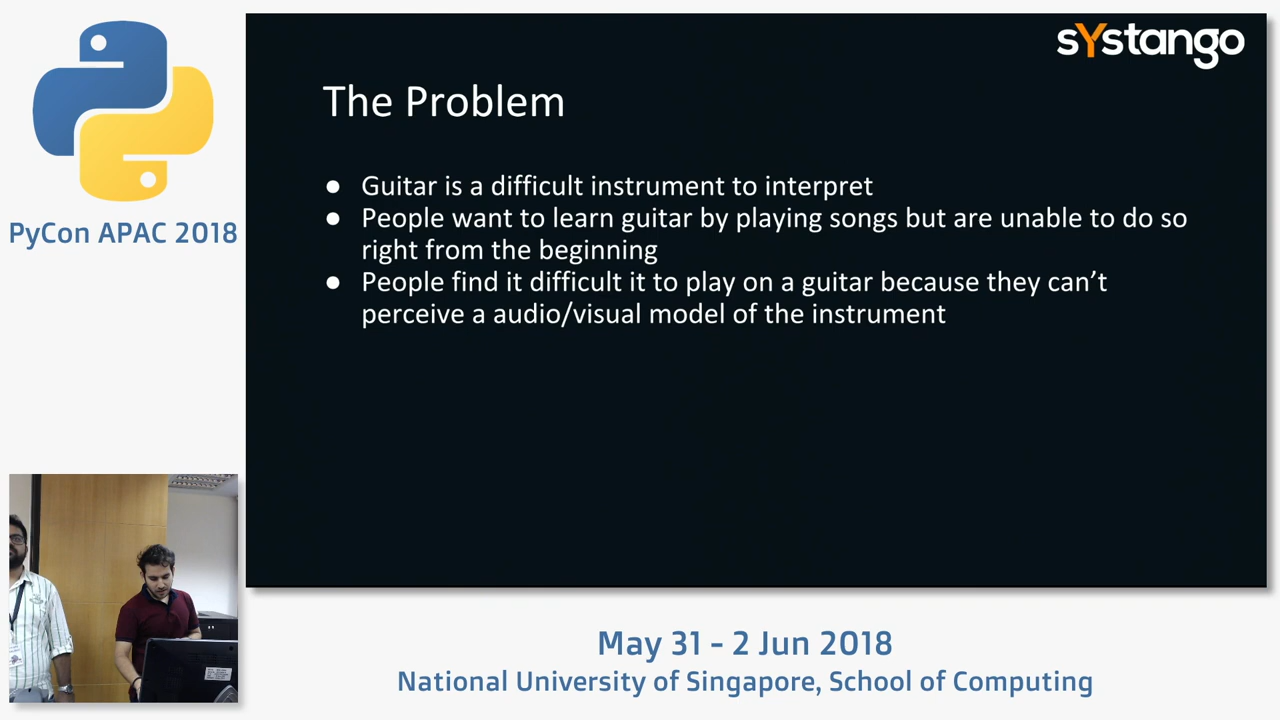 sYstango
The Problem
● Guitar is a difficult instrument to interpret
● People want to learn guitar by playing songs but are unable to do so
right from the beginning
● People find it difficult it to play on a guitar because they can't
perceive a audio/visual model of the instrument
PyCon APAC 2018
May 31 - 2 Jun 2018
National University of Singapore, School of Computing